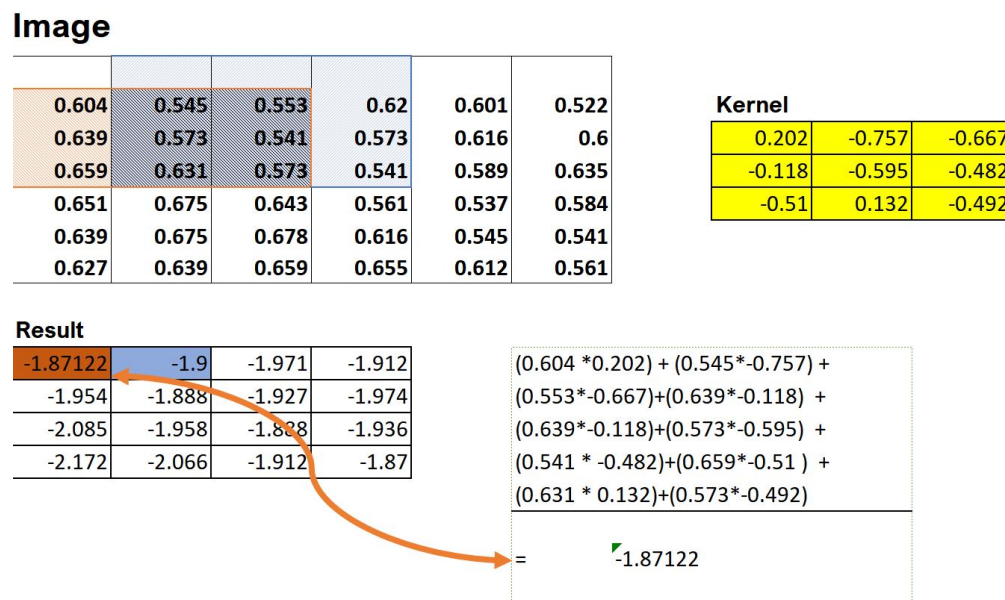 Image
0.604 0.545 0.553 0.62 0.601 0.522
0.639 0.573 0.541 0.573 0.616 0.6
0.659 0.631 0.573 0.541 0.589 0.635
0.651 0.675 0.643 0.561 0.537 0.584
0.639 0.675 0.678 0.616 0.545 0.541
0.627 0.639 0.659 0.655 0.612 0.561
Kernel
0.202 -0.757 -0.667
-0.118 -0.595 -0.482
-0.51 0.132 -0.492
Result
-1.87122 -1.9 -1.971 -1.912
-1.954 -1.888 -1.927 -1.974
-2.085 -1.958 -1.888 -1.936
-2.172 -2.066 -1.912 -1.87
(0.604 *0.202) + (0.545*-0.757) +
(0.553*-0.667)+(0.639*-0.118) +
(0.639*-0.118)+(0.573*-0.595) +
(0.541 * -0.482)+(0.659*-0.51 ) +
(0.631 * 0.132)+(0.573*-0.492)
= -1.87122